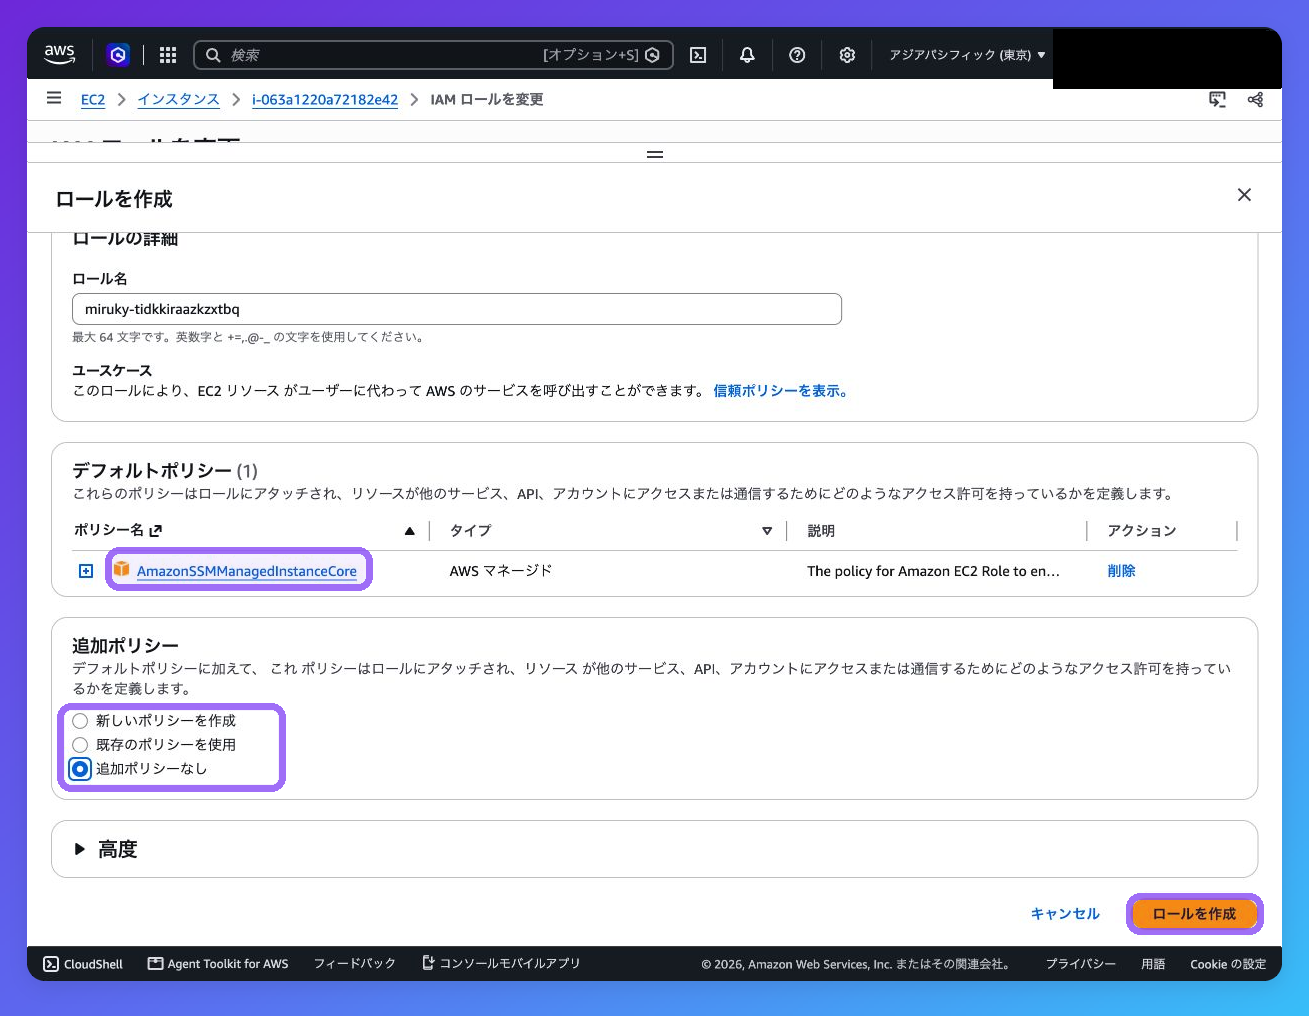 aws
検索
[オプション+S]
アジアパシフィック (東京) ▼
EC2 > インスタンス > i-063a1220a72182e42 > IAM ロールを変更
IAM ロールを変更
ロールを作成
ロールの詳細
ロール名
miruky-tidkkiraazkzxtbq
最大 64 文字です。英数字と +=,.@-_ の文字を使用してください。
ユースケース
このロールにより、EC2 リソース がユーザーに代わって AWS のサービスを呼び出すことができます。 信頼ポリシーを表示。
デフォルトポリシー (1)
これらのポリシーはロールにアタッチされ、リソースが他のサービス、API、アカウントにアクセスまたは通信するためにどのようなアクセス許可を持っているかを定義します。
ポリシー名 タイプ 説明 アクション
AmazonSSMManagedInstanceCore AWS マネージド The policy for Amazon EC2 Role to en... 削除
追加ポリシー
デフォルトポリシーに加えて、 これ ポリシーはロールにアタッチされ、リソース が他のサービス、API、アカウントにアクセスまたは通信するためにどのようなアクセス許可を持ってい
るかを定義します。
新しいポリシーを作成
既存のポリシーを使用
追加ポリシーなし
高度
キャンセル ロールを作成
CloudShell Agent Toolkit for AWS フィードバック コンソールモバイルアプリ © 2026, Amazon Web Services, Inc. またはその関連会社。 プライバシー 用語 Cookie の設定